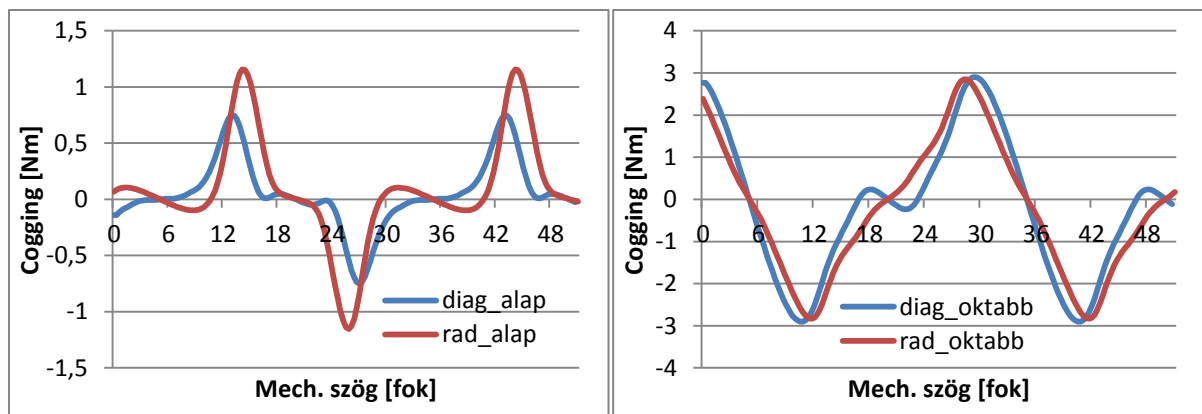 1,5
1
0,5
0
-0,5
-1
-1,5
Cogging [Nm]
0 6 12 18 24 30 36 42 48
diag_alap
rad_alap
Mech. szög [fok]
4
3
2
1
0
-1
-2
-3
-4
Cogging [Nm]
0 6 12 18 24 30 36 42 48
diag_oktabb
rad_oktabb
Mech. szög [fok]